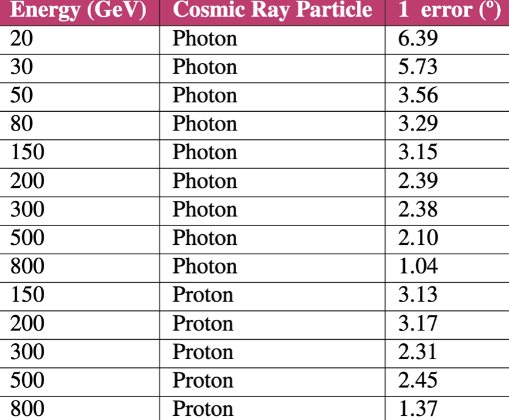 Energy (GeV) Cosmic Ray Particle 1 error (º)
20 Photon 6.39
30 Photon 5.73
50 Photon 3.56
80 Photon 3.29
150 Photon 3.15
200 Photon 2.39
300 Photon 2.38
500 Photon 2.10
800 Photon 1.04
150 Proton 3.13
200 Proton 3.17
300 Proton 2.31
500 Proton 2.45
800 Proton 1.37